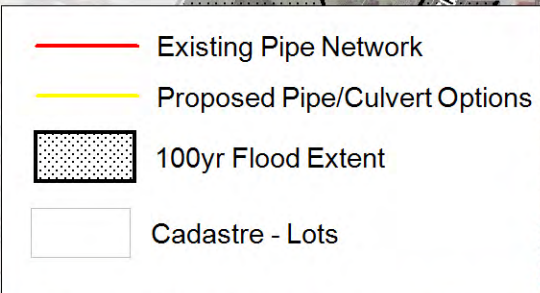 Existing Pipe Network
Proposed Pipe/Culvert Options
100yr Flood Extent
Cadastre - Lots